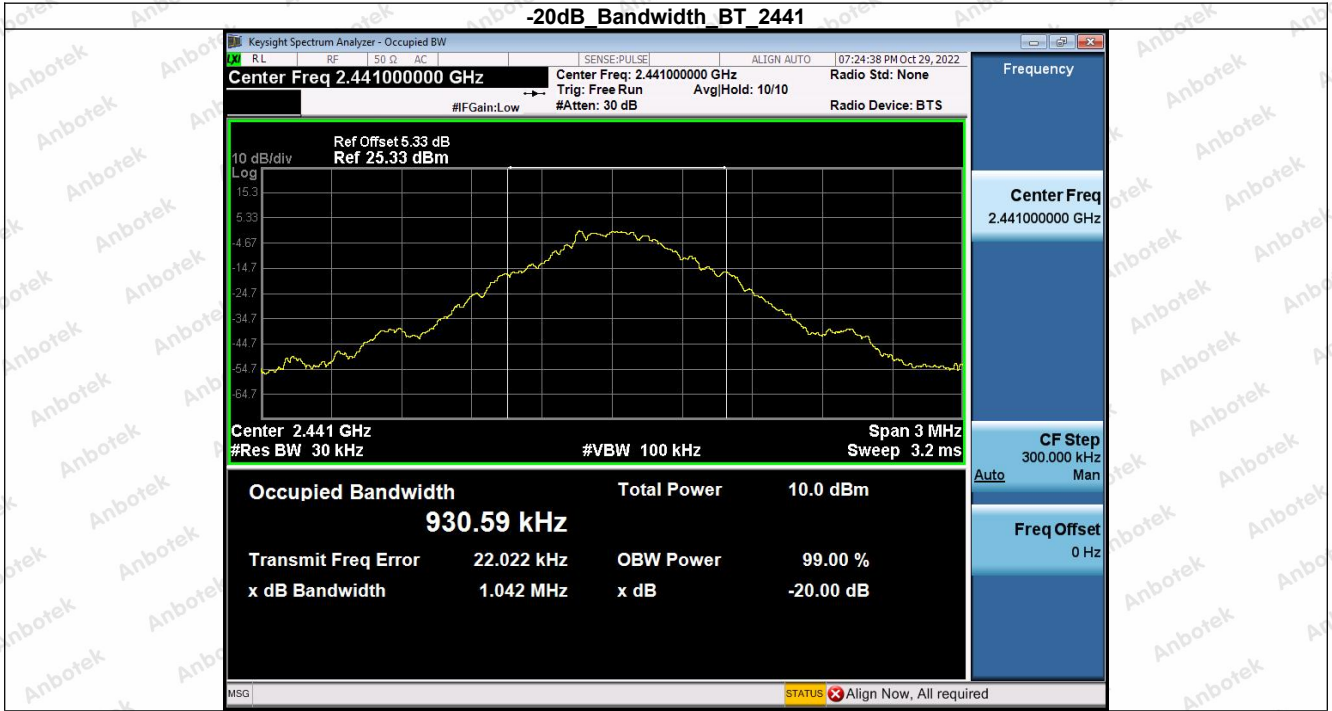 -20dB_Bandwidth_BT_2441
Keysight Spectrum Analyzer - Occupied BW
LXI RL RF 50 Ω AC SENSE:PULSE ALIGN AUTO 07:24:38 PM Oct 29, 2022
Center Freq 2.441000000 GHz
Center Freq: 2.441000000 GHz
Radio Std: None
Trig: Free Run Avg|Hold: 10/10
#IFGain:Low #Atten: 30 dB Radio Device: BTS
Frequency
Ref Offset 5.33 dB
10 dB/div Ref 25.33 dBm
Log
15.3
5.33
-4.67
-14.7
-24.7
-34.7
-44.7
-54.7
-64.7
Center 2.441 GHz Span 3 MHz
#Res BW 30 kHz #VBW 100 kHz Sweep 3.2 ms
Center Freq
2.441000000 GHz
CF Step
300.000 kHz
Auto Man
Freq Offset
0 Hz
Occupied Bandwidth Total Power 10.0 dBm
930.59 kHz
Transmit Freq Error 22.022 kHz OBW Power 99.00 %
x dB Bandwidth 1.042 MHz x dB -20.00 dB
MSG STATUS Align Now, All required
Anbotek